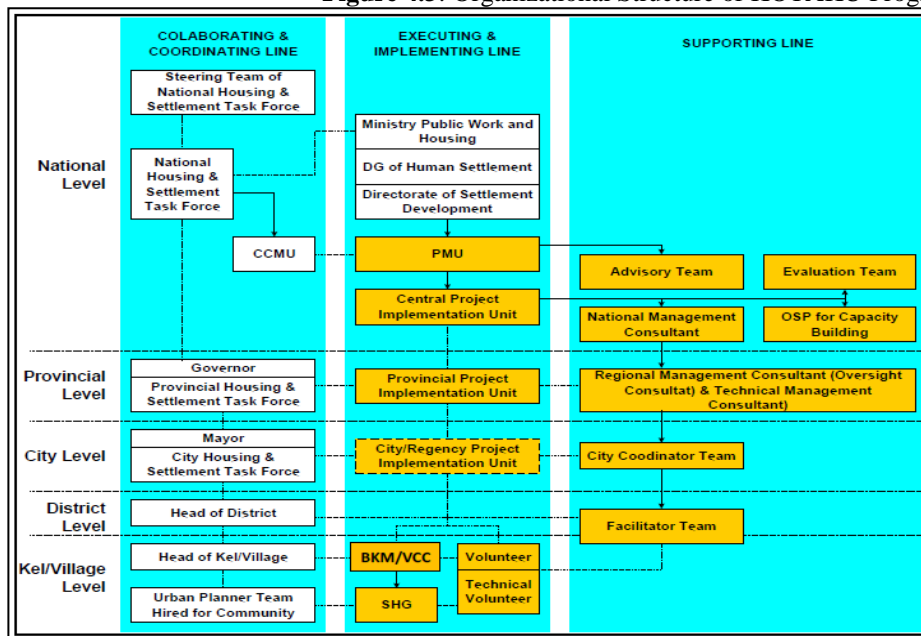 Figure 4.3. Organizational Structure of
COLABORATING &
COORDINATING LINE
EXECUTING &
IMPLEMENTING LINE
SUPPORTING LINE
National
Level
Steering Team of
National Housing &
Settlement Task Force
National
Housing &
Settlement
Task Force
CCMU
Ministry Public Work and
Housing
DG of Human Settlement
Directorate of Settlement
Development
PMU
Central Project
Implementation Unit
Advisory Team
Evaluation Team
National Management
Consultant
OSP for Capacity
Building
Provincial
Level
Governor
Provincial Housing &
Settlement Task Force
Provincial Project
Implementation Unit
Regional Management Consultant (Oversight
Consultat) & Technical Management
Consultant)
City Level
Mayor
City Housing &
Settlement Task Force
City/Regency Project
Implementation Unit
City Coodinator Team
District
Level
Head of District
Facilitator Team
Kel/Village
Level
Head of Kel/Village
BKM/VCC
Volunteer
Urban Planner Team
Hired for Community
SHG
Technical
Volunteer